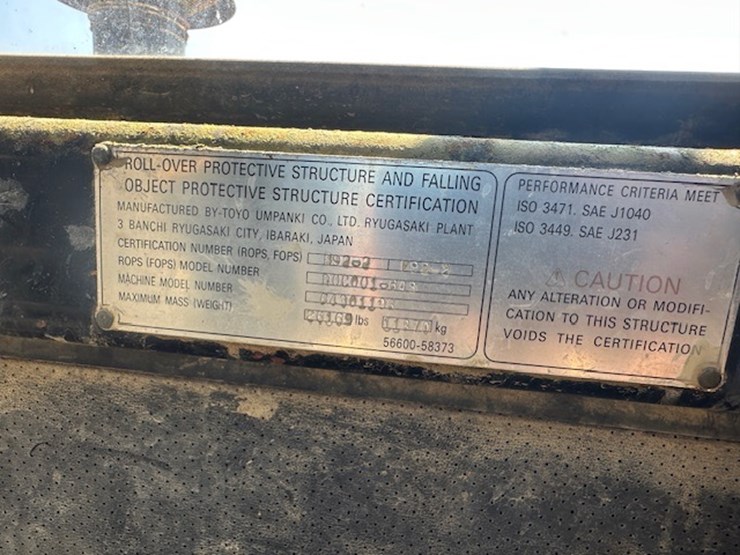 ROLL-OVER PROTECTIVE STRUCTURE AND FALLING
OBJECT PROTECTIVE STRUCTURE CERTIFICATION
MANUFACTURED BY-TOYO UMPANKI CO., LTD. RYUGASAKI PLANT
3 BANCHI RYUGASAKI CITY, IBARAKI, JAPAN
CERTIFICATION NUMBER (ROPS, FOPS)
ROPS (FOPS) MODEL NUMBER
MACHINE MODEL NUMBER
MAXIMUM MASS (WEIGHT) lbs kg
56600-58373
PERFORMANCE CRITERIA MEET
ISO 3471. SAE J1040
ISO 3449. SAE J231
CAUTION
ANY ALTERATION OR MODIFI-
CATION TO THIS STRUCTURE
VOIDS THE CERTIFICATION